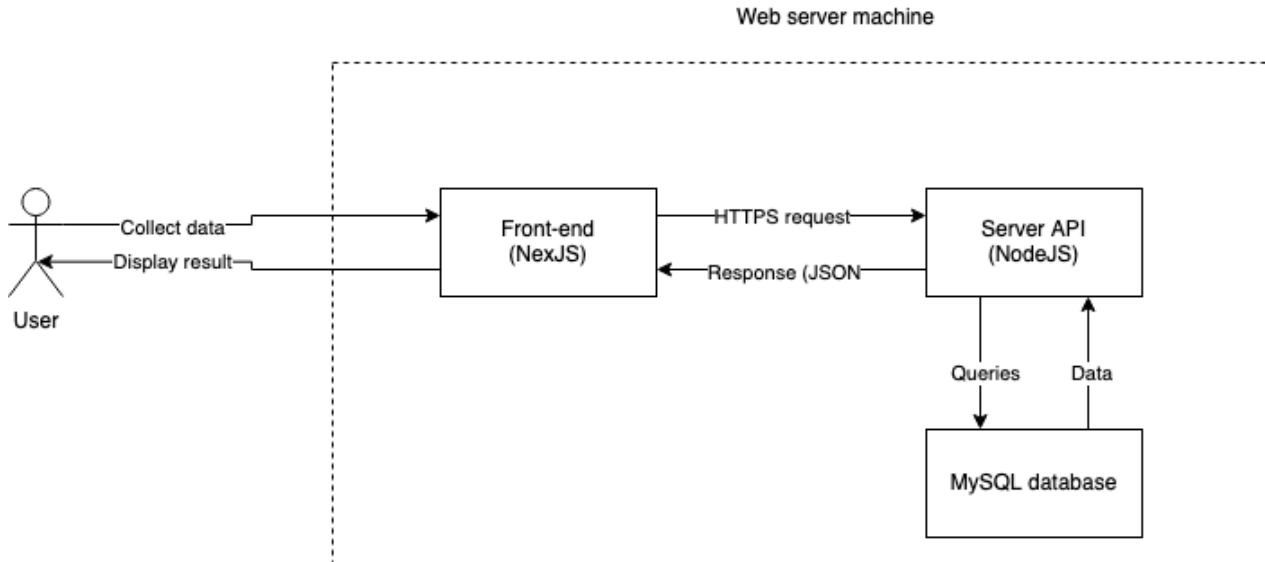 Web server machine
Collect data
Display result
User
Front-end
(NexJS)
HTTPS request
Response (JSON
Server API
(NodeJS)
Queries
Data
MySQL database